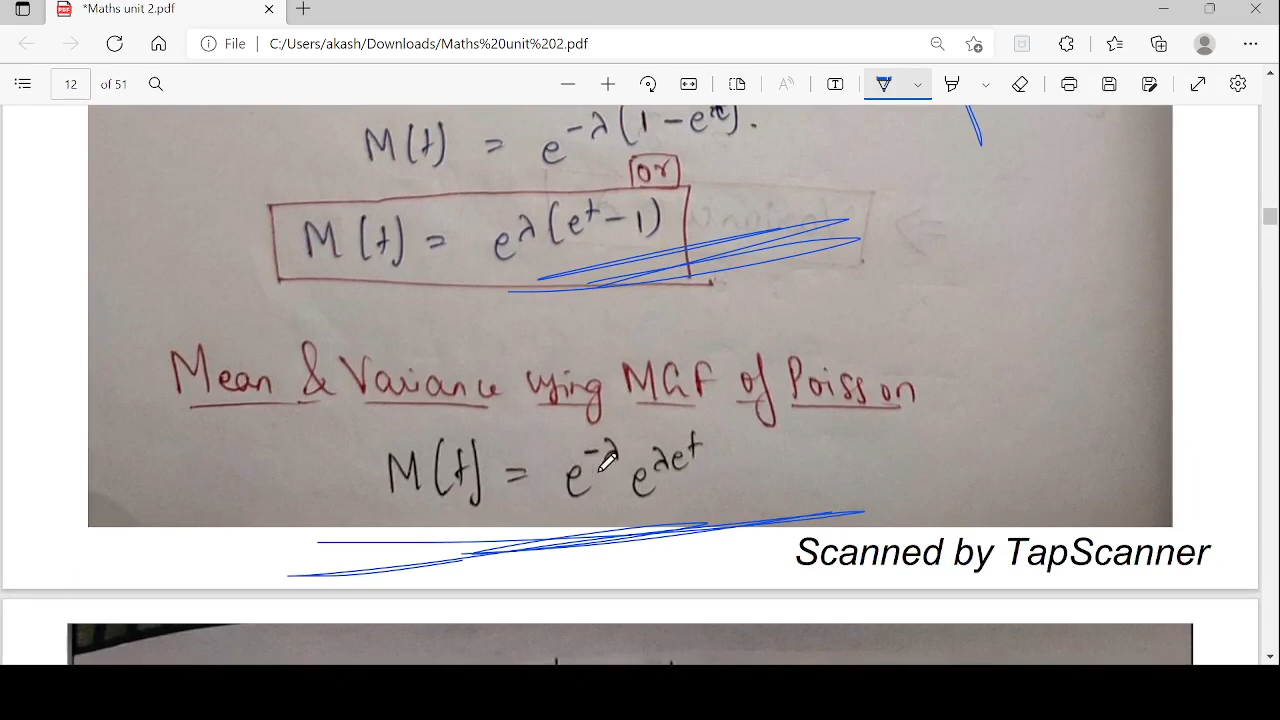 *Maths unit 2.pdf
File C:/Users/akash/Downloads/Maths%20unit%202.pdf
12 of 51
M(t) = e^-λ(1-e^t).
or
M(t) = e^λ(e^t-1)
Mean & Variance using MGF of Poisson
M(t) = e^-λ e^λe^t
Scanned by TapScanner